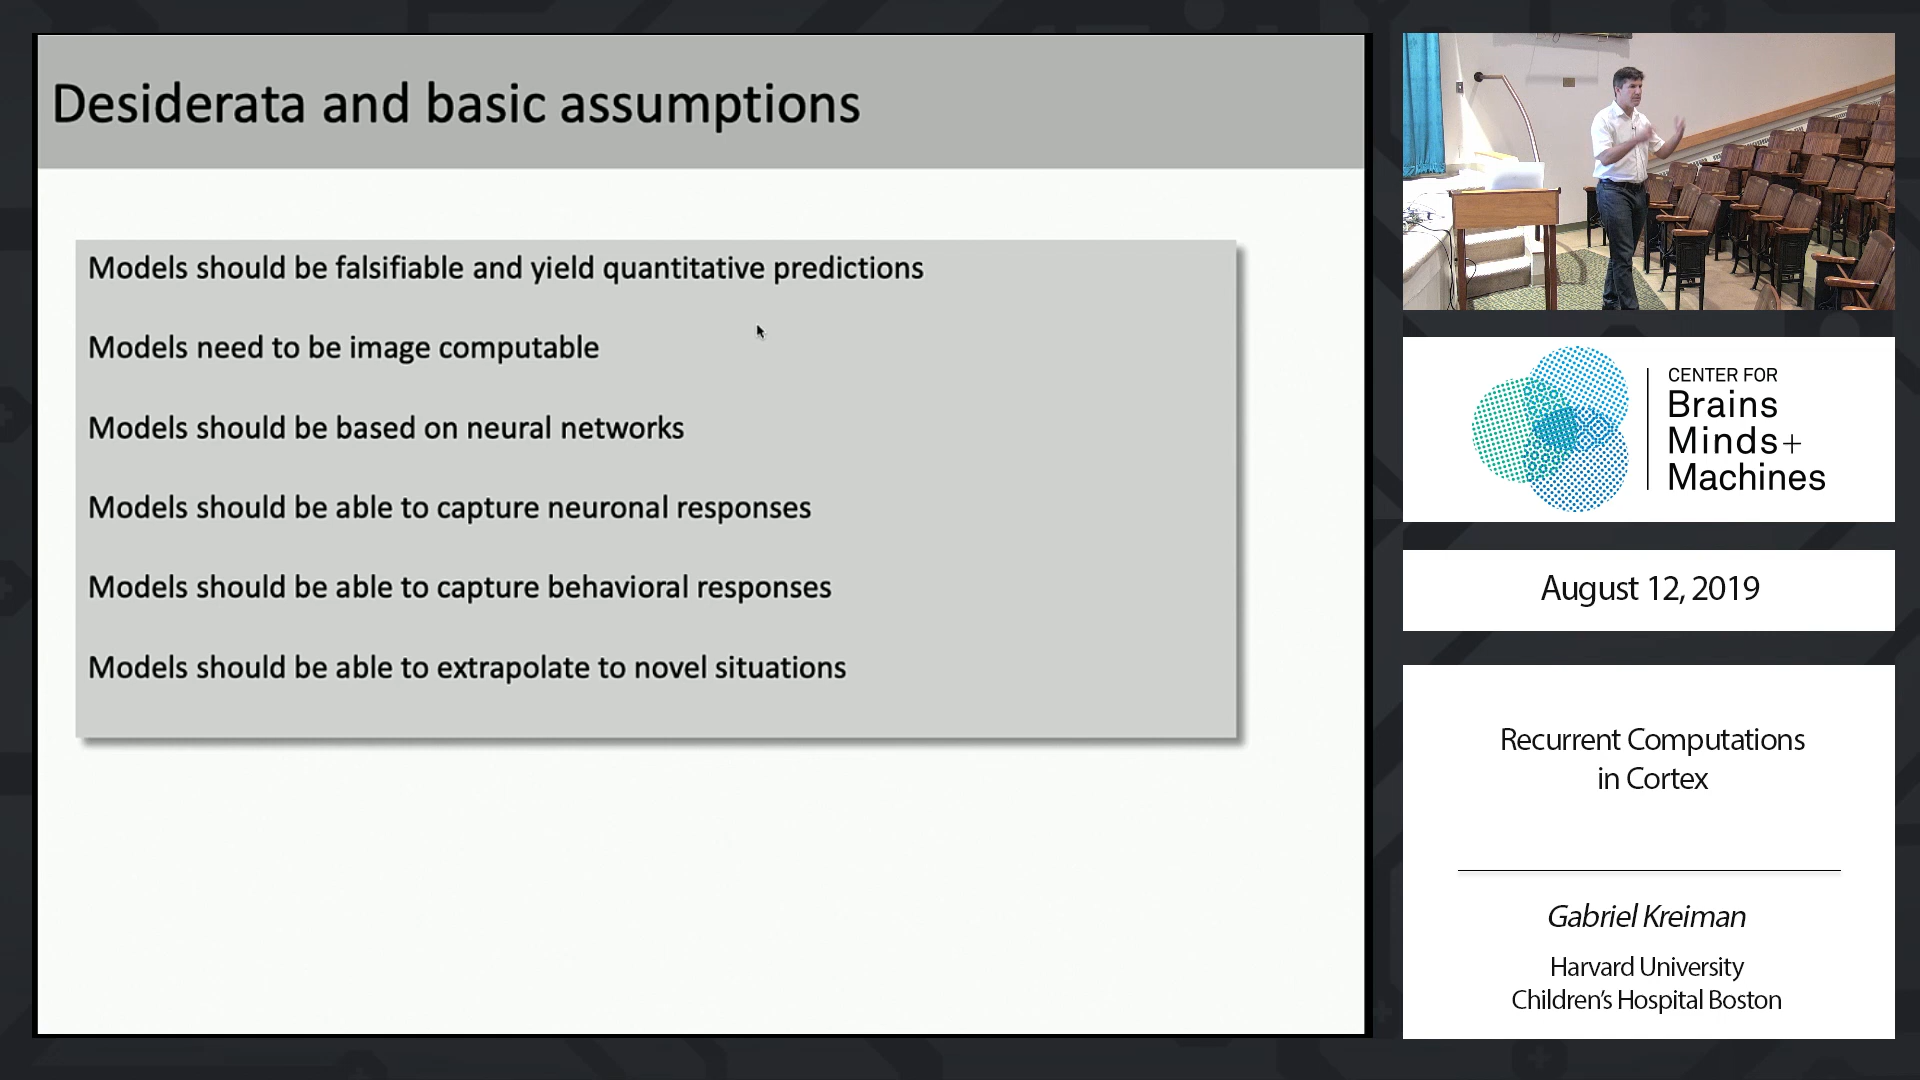 Desiderata and basic assumptions
Models should be falsifiable and yield quantitative predictions
Models need to be image computable
Models should be based on neural networks
Models should be able to capture neuronal responses
Models should be able to capture behavioral responses
Models should be able to extrapolate to novel situations
CENTER FOR
Brains
Minds+
Machines
August 12, 2019
Recurrent Computations
in Cortex
Gabriel Kreiman
Harvard University
Children's Hospital Boston